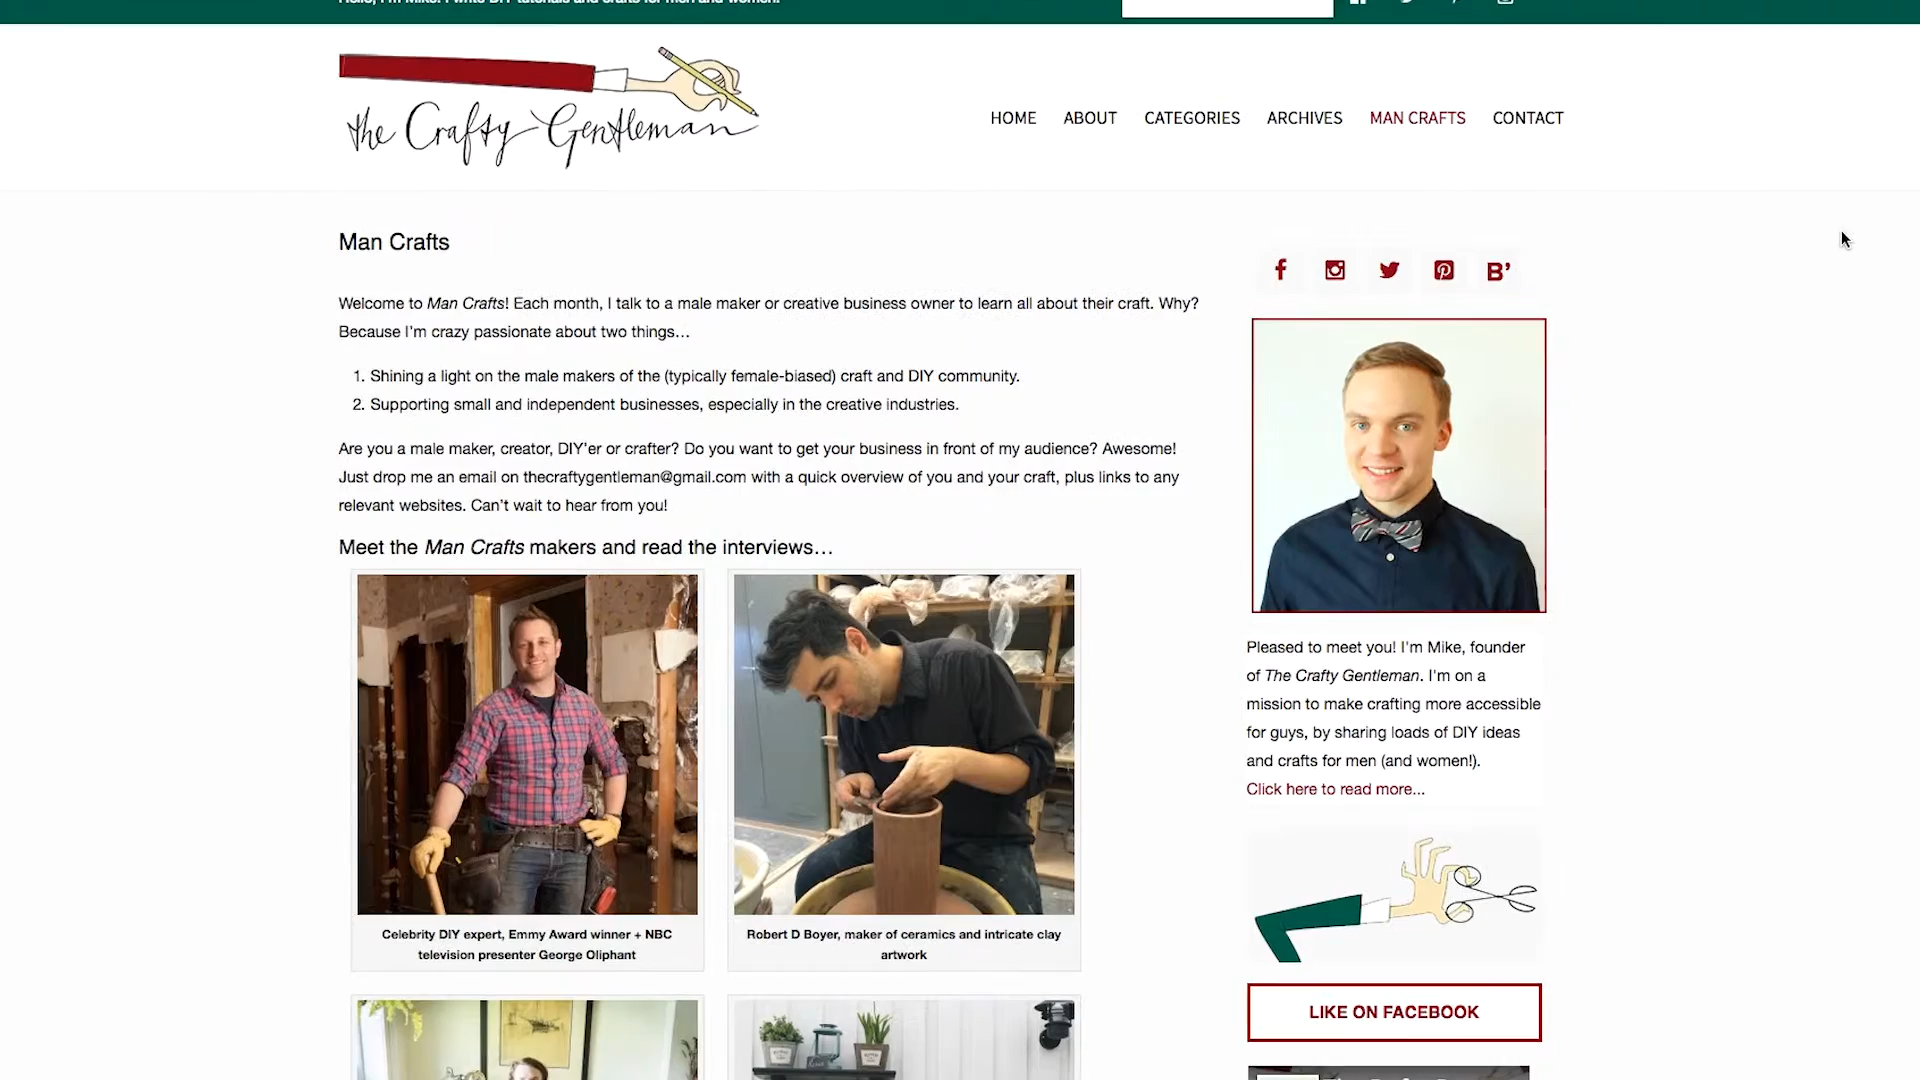 Hello, I'm Mike! I write DIY tutorials and crafts for men and women!
the Crafty Gentleman
HOME ABOUT CATEGORIES ARCHIVES MAN CRAFTS CONTACT
Man Crafts
Welcome to Man Crafts! Each month, I talk to a male maker or creative business owner to learn all about their craft. Why?
Because I'm crazy passionate about two things…
1. Shining a light on the male makers of the (typically female-biased) craft and DIY community.
2. Supporting small and independent businesses, especially in the creative industries.
Are you a male maker, creator, DIY'er or crafter? Do you want to get your business in front of my audience? Awesome!
Just drop me an email on thecraftygentleman@gmail.com with a quick overview of you and your craft, plus links to any
relevant websites. Can't wait to hear from you!
Meet the Man Crafts makers and read the interviews…
Celebrity DIY expert, Emmy Award winner + NBC
television presenter George Oliphant
Robert D Boyer, maker of ceramics and intricate clay
artwork
B'
Pleased to meet you! I'm Mike, founder
of The Crafty Gentleman. I'm on a
mission to make crafting more accessible
for guys, by sharing loads of DIY ideas
and crafts for men (and women!).
Click here to read more...
LIKE ON FACEBOOK